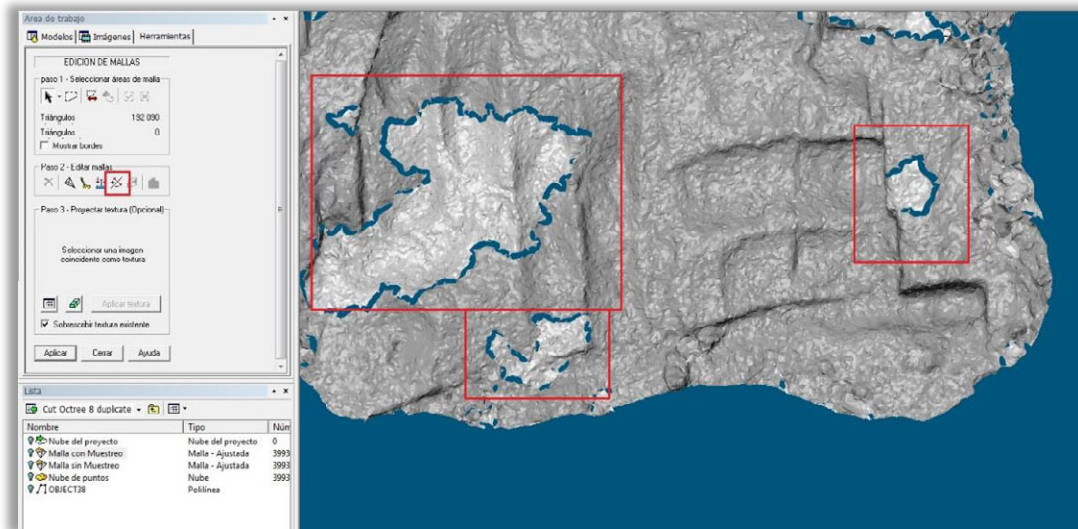 Area de trabajo
Modelos Imágenes Herramientas
EDICION DE MALLAS
paso 1 - Seleccionar áreas de malla
Triángulos 192 090
Triángulos 0
Mostrar bordes
Paso 2 - Editar mallas
Paso 3 - Proyectar textura (Opcional)
Seleccionar una imagen
coincidente como textura
Aplicar textura
Sobrescribir textura existente
Aplicar Cerrar Ayuda
Lista
Cut Octree 8 duplicate
Nombre Tipo Núm
Nube del proyecto Nube del proyecto 0
Malla con Muestreo Malla - Ajustada 3993
Malla sin Muestreo Malla - Ajustada 3993
Nube de puntos Nube 3993
OBJECT38 Polilínea